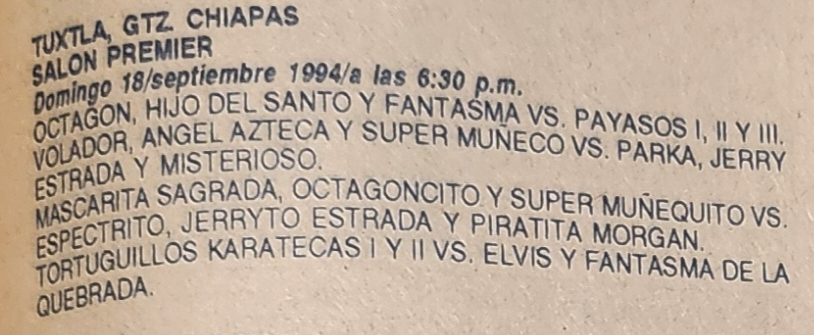 TUXTLA, GTZ. CHIAPAS
SALON PREMIER
Domingo 18/septiembre 1994/a las 6:30 p.m.
OCTAGON, HIJO DEL SANTO Y FANTASMA VS. PAYASOS I, II Y III.
VOLADOR, ANGEL AZTECA Y SUPER MUÑECO VS. PARKA, JERRY
ESTRADA Y MISTERIOSO.
MASCARITA SAGRADA, OCTAGONCITO Y SUPER MUÑEQUITO VS.
ESPECTRITO, JERRYTO ESTRADA Y PIRATITA MORGAN.
TORTUGUILLOS KARATECAS I Y II VS. ELVIS Y FANTASMA DE LA
QUEBRADA.